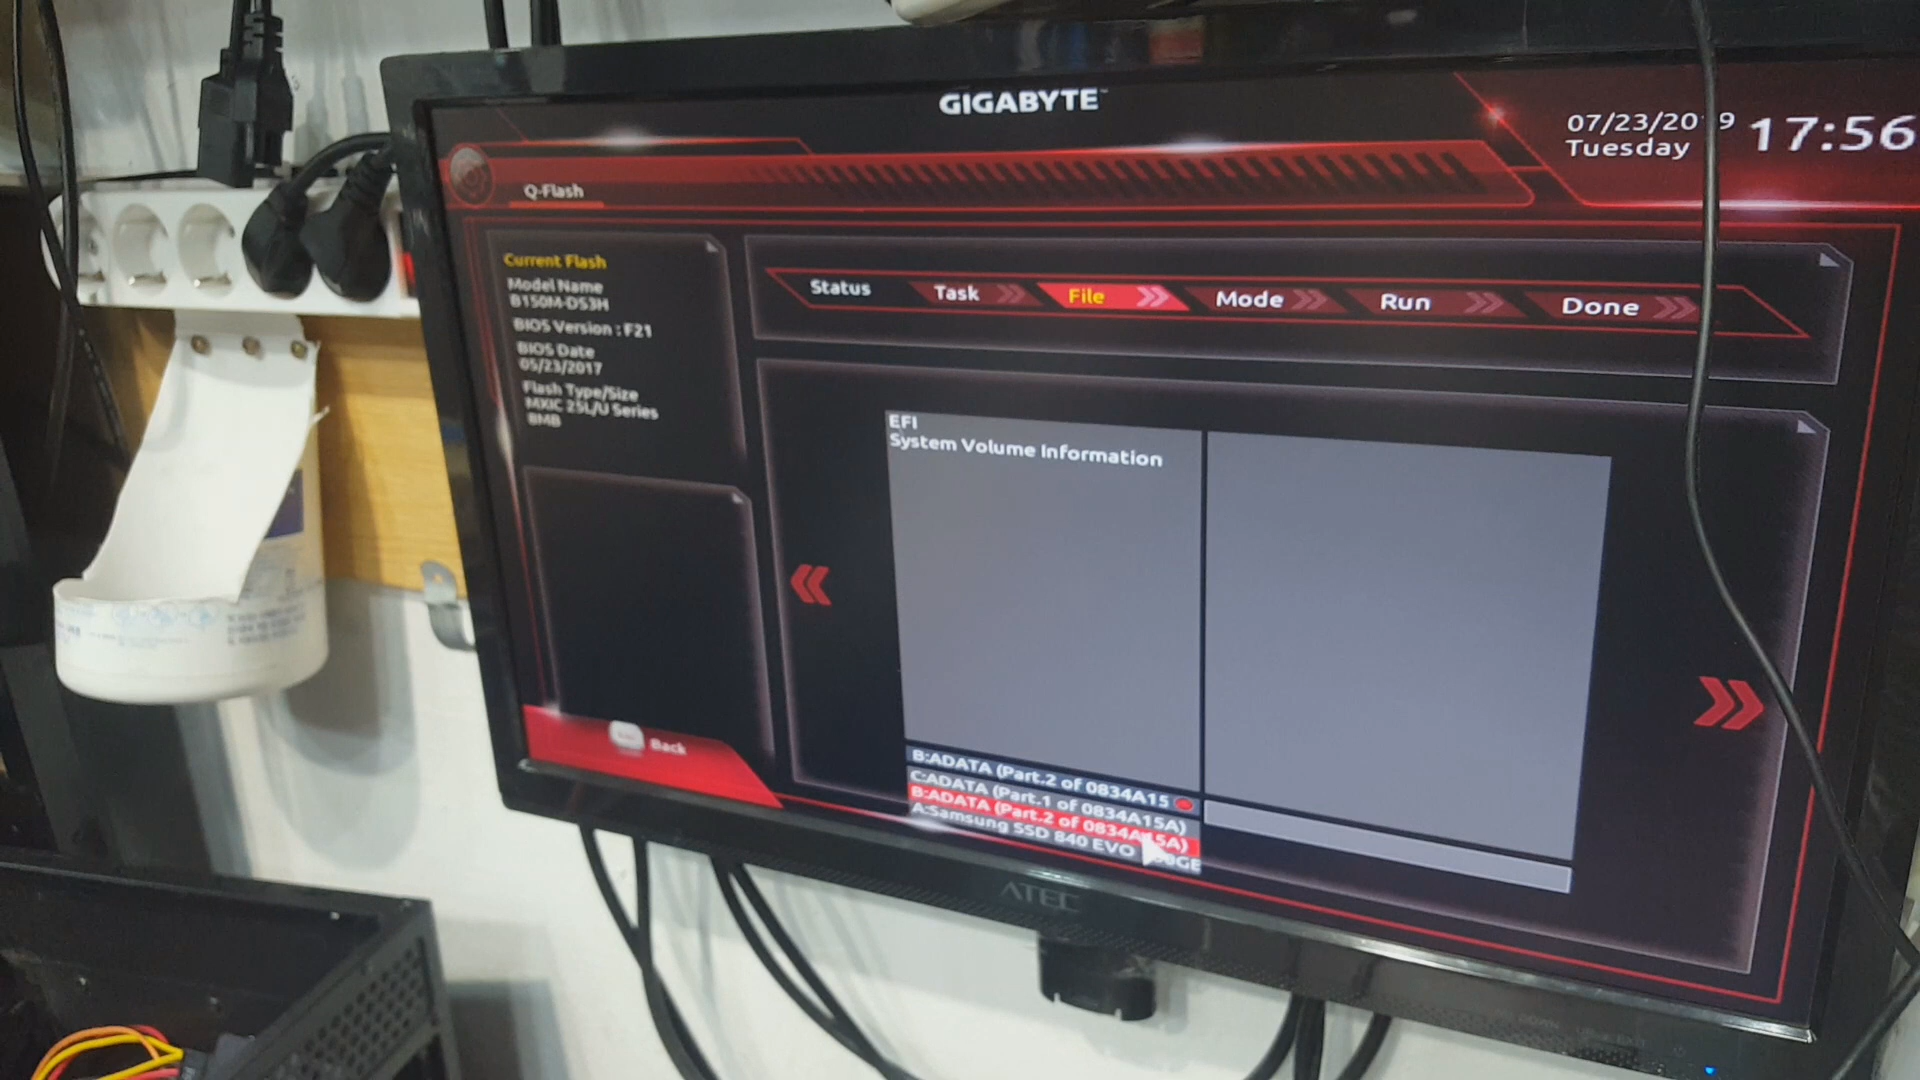 GIGABYTE
07/23/20 9
Tuesday
17:56
Q-Flash
Current Flash
Model Name
B150M-DS3H
BIOS Version : F21
BIOS Date
05/23/2017
Flash Type/Size
MXIC 25L/U Series
8MB
Status
Task
File
Mode
Run
Done
EFI
System Volume Information
B:ADATA (Part.2 of 0834A15
C:ADATA (Part.1 of 0834A15A)
B:ADATA (Part.2 of 0834A15A)
A:Samsung SSD 840 EVO
Back
ATEC